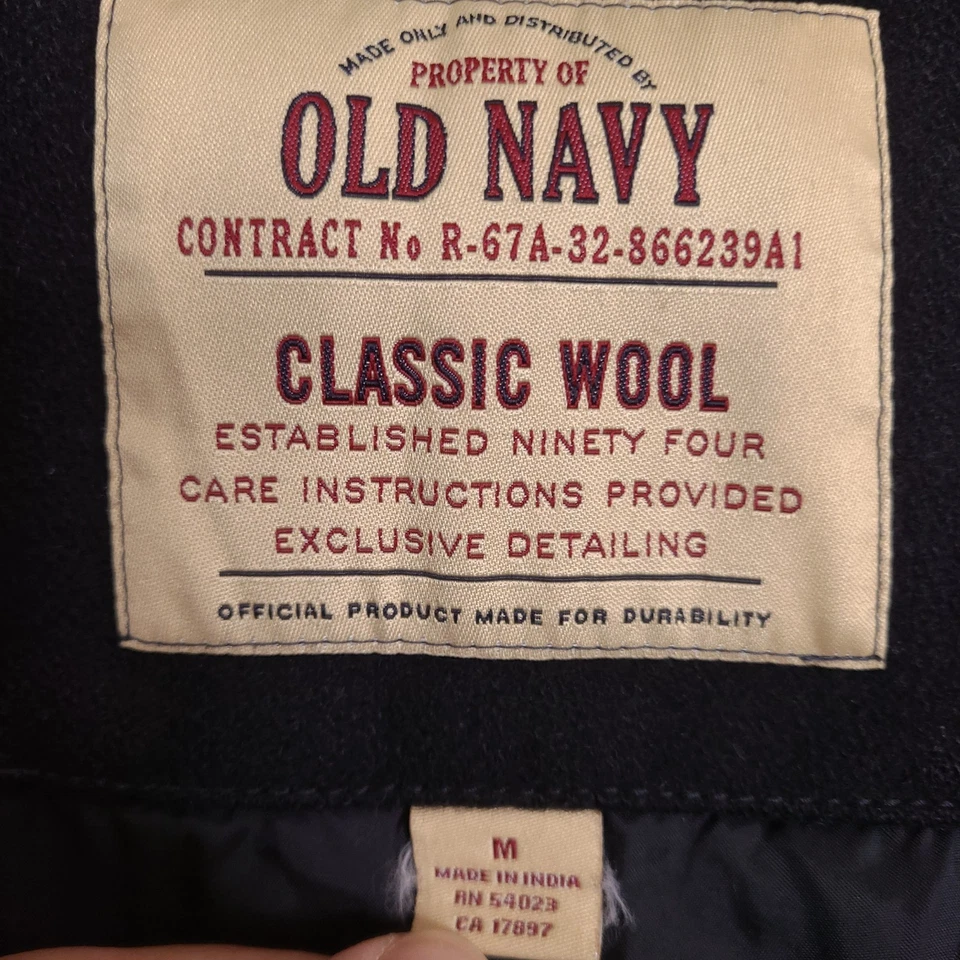 MADE ONLY AND DISTRIBUTED BY
PROPERTY OF
OLD NAVY
CONTRACT No R-67A-32-866239A1
CLASSIC WOOL
ESTABLISHED NINETY FOUR
CARE INSTRUCTIONS PROVIDED
EXCLUSIVE DETAILING
OFFICIAL PRODUCT MADE FOR DURABILITY
M
MADE IN INDIA
RN 54023
CA 17897